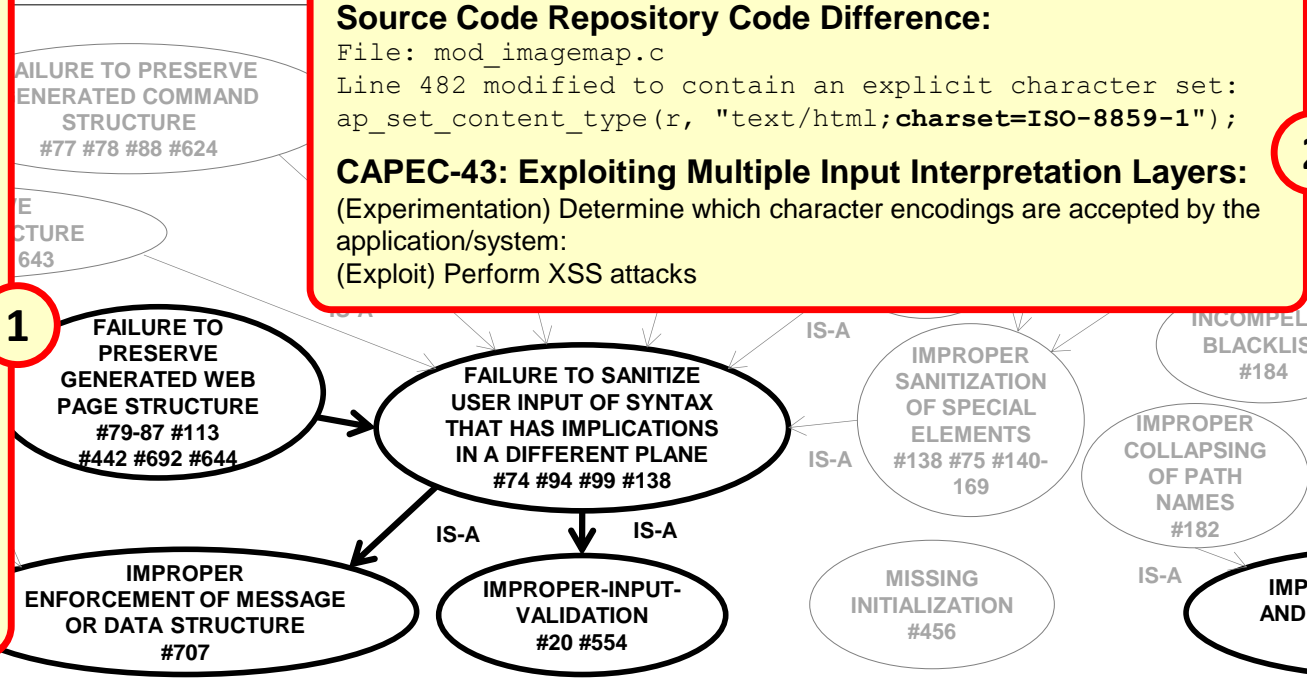 Source Code Repository Code Difference:
File: mod_imagemap.c
Line 482 modified to contain an explicit character set:
ap_set_content_type(r, "text/html;charset=ISO-8859-1");
CAPEC-43: Exploiting Multiple Input Interpretation Layers:
(Experimentation) Determine which character encodings are accepted by the
application/system:
(Exploit) Perform XSS attacks
AILURE TO PRESERVE
ENERATED COMMAND
STRUCTURE
#77 #78 #88 #624
E
CTURE
643
1
FAILURE TO
PRESERVE
GENERATED WEB
PAGE STRUCTURE
#79-87 #113
#442 #692 #644
IS-A
FAILURE TO SANITIZE
USER INPUT OF SYNTAX
THAT HAS IMPLICATIONS
IN A DIFFERENT PLANE
#74 #94 #99 #138
IS-A
IS-A
IMPROPER
SANITIZATION
OF SPECIAL
ELEMENTS
#138 #75 #140-
169
INCOMPEL
BLACKLIS
#184
IMPROPER
COLLAPSING
OF PATH
NAMES
#182
IS-A
IS-A
IMPROPER
ENFORCEMENT OF MESSAGE
OR DATA STRUCTURE
#707
IMPROPER-INPUT-
VALIDATION
#20 #554
MISSING
INITIALIZATION
#456
IS-A
IMP
AND